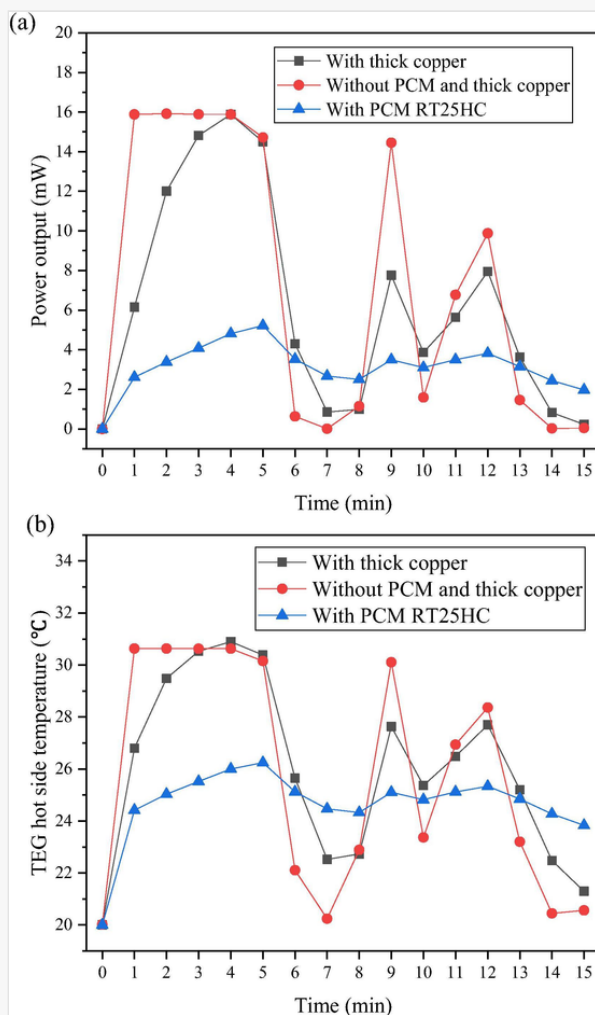 (a)
20
18
16
14
12
10
8
6
4
2
0
Power output (mW)
With thick copper
Without PCM and thick copper
With PCM RT25HC
0 1 2 3 4 5 6 7 8 9 10 11 12 13 14 15
Time (min)
(b)
34
32
30
28
26
24
22
20
TEG hot side temperature (℃)
With thick copper
Without PCM and thick copper
With PCM RT25HC
0 1 2 3 4 5 6 7 8 9 10 11 12 13 14 15
Time (min)